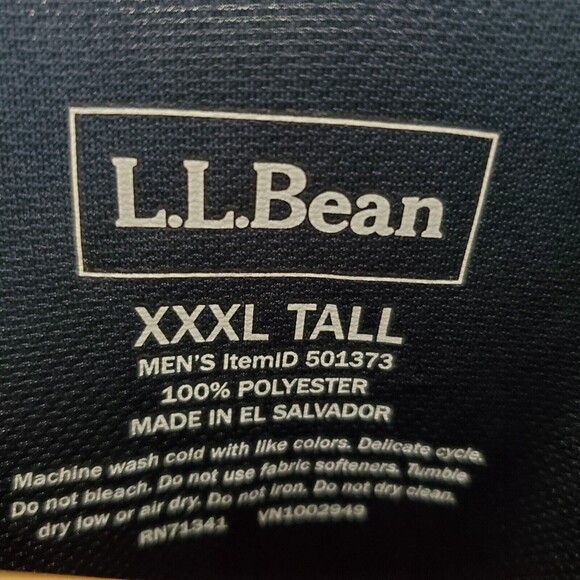 L.L.Bean
XXXL TALL
MEN'S ItemID 501373
100% POLYESTER
MADE IN EL SALVADOR
Machine wash cold with like colors. Delicate cycle.
Do not bleach. Do not use fabric softeners. Tumble
dry low or air dry. Do not iron. Do not dry clean.
RN71341 VN1002949